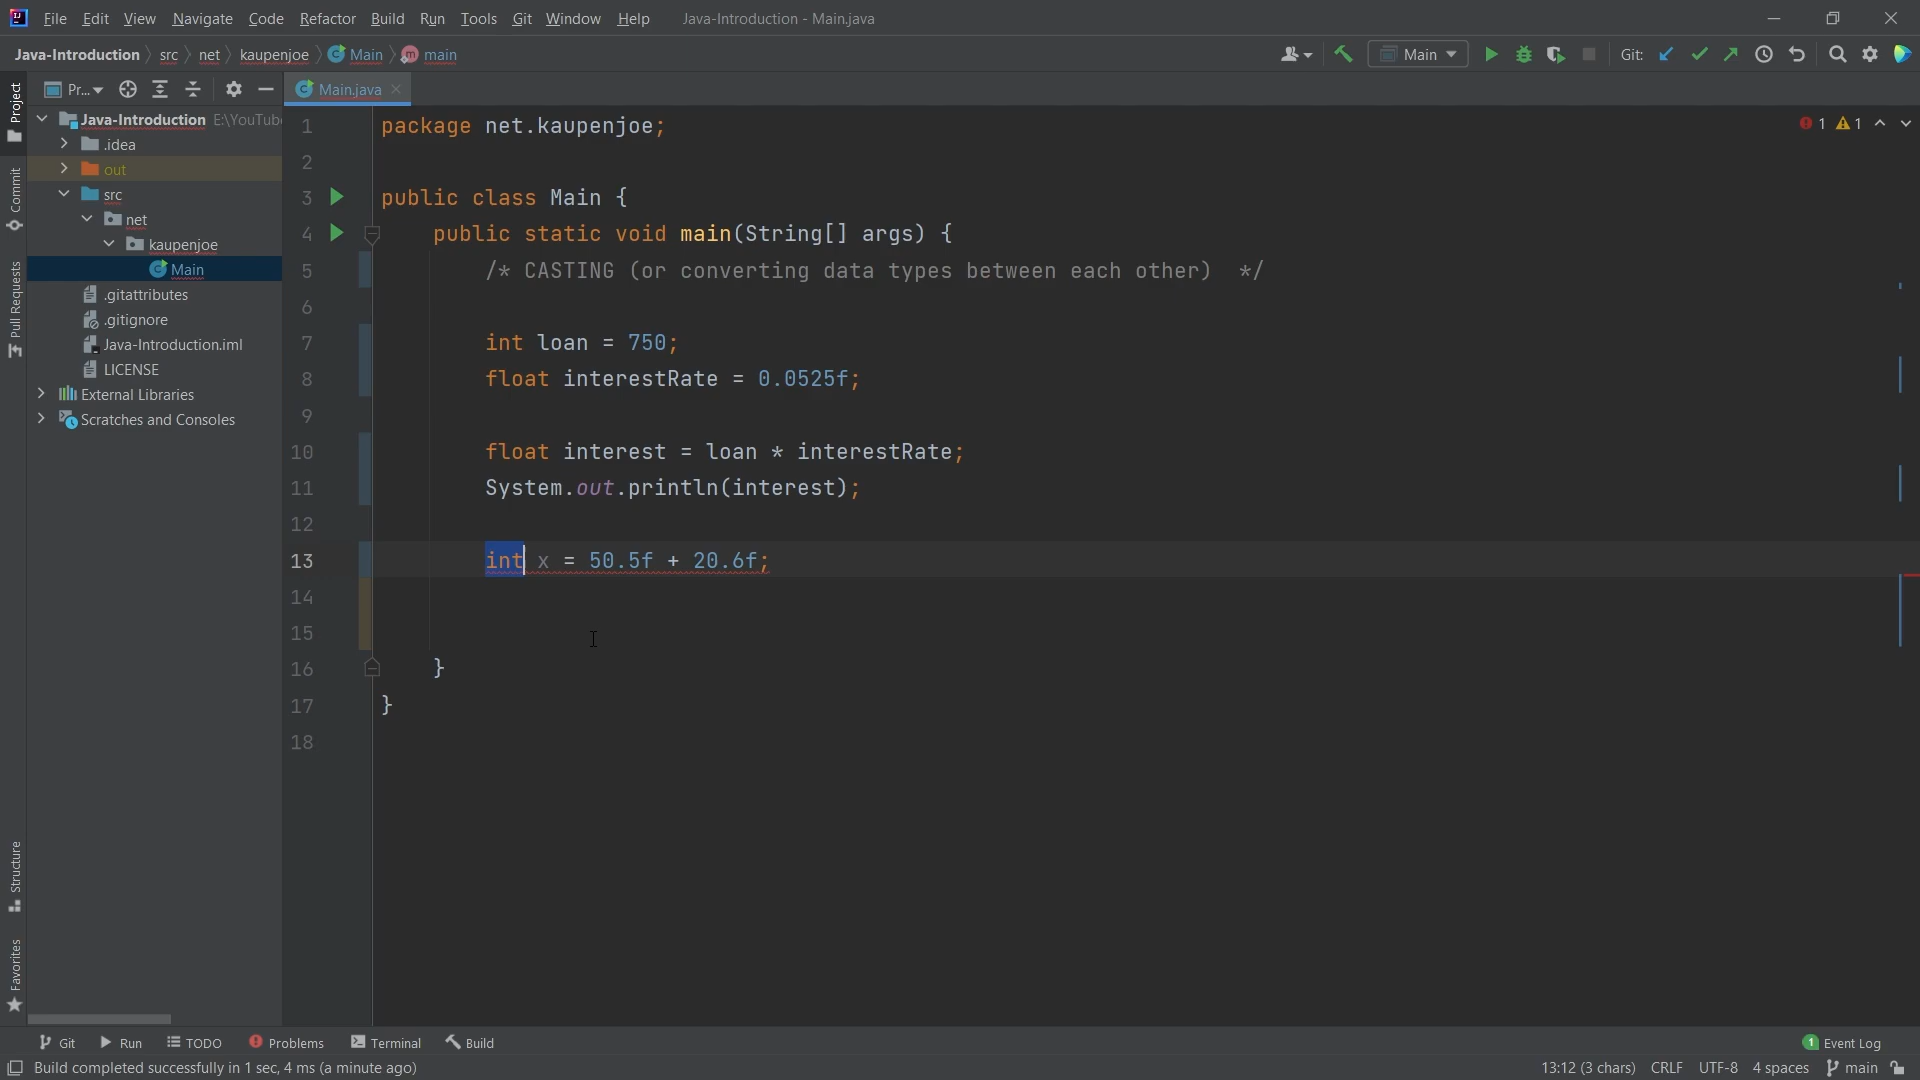 File Edit View Navigate Code Refactor Build Run Tools Git Window Help Java-Introduction - Main.java
Java-Introduction src net kaupenjoe Main main Main Git:
Pr... Main.java
Project
Commit
Pull Requests
Structure
Favorites
Java-Introduction E:\YouTub
.idea
out
src
net
kaupenjoe
Main
.gitattributes
.gitignore
Java-Introduction.iml
LICENSE
External Libraries
Scratches and Consoles
1 package net.kaupenjoe; 1 1
2
3 public class Main {
4 public static void main(String[] args) {
5 /* CASTING (or converting data types between each other)  */
6
7 int loan = 750;
8 float interestRate = 0.0525f;
9
10 float interest = loan * interestRate;
11 System.out.println(interest);
12
13 int x = 50.5f + 20.6f;
14
15
16 }
17 }
18
Git Run TODO Problems Terminal Build 1 Event Log
Build completed successfully in 1 sec, 4 ms (a minute ago) 13:12 (3 chars) CRLF UTF-8 4 spaces main